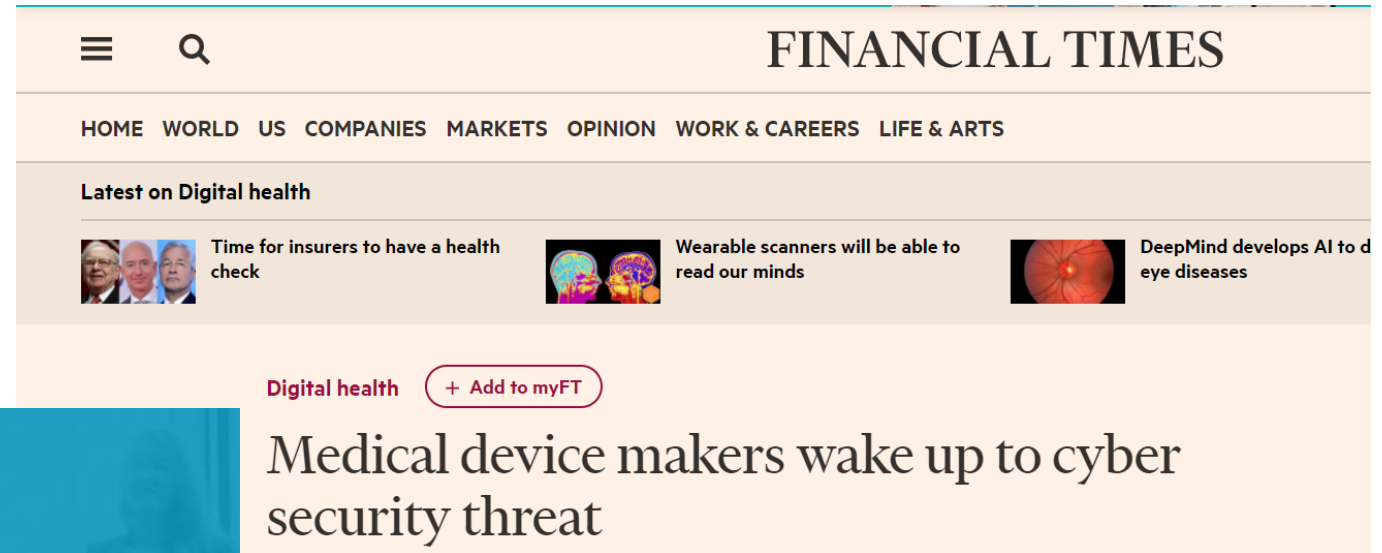 FINANCIAL TIMES
HOME WORLD US COMPANIES MARKETS OPINION WORK & CAREERS LIFE & ARTS
Latest on Digital health
Time for insurers to have a health
check
Wearable scanners will be able to
read our minds
DeepMind develops AI to d
eye diseases
Digital health + Add to myFT
Medical device makers wake up to cyber
security threat